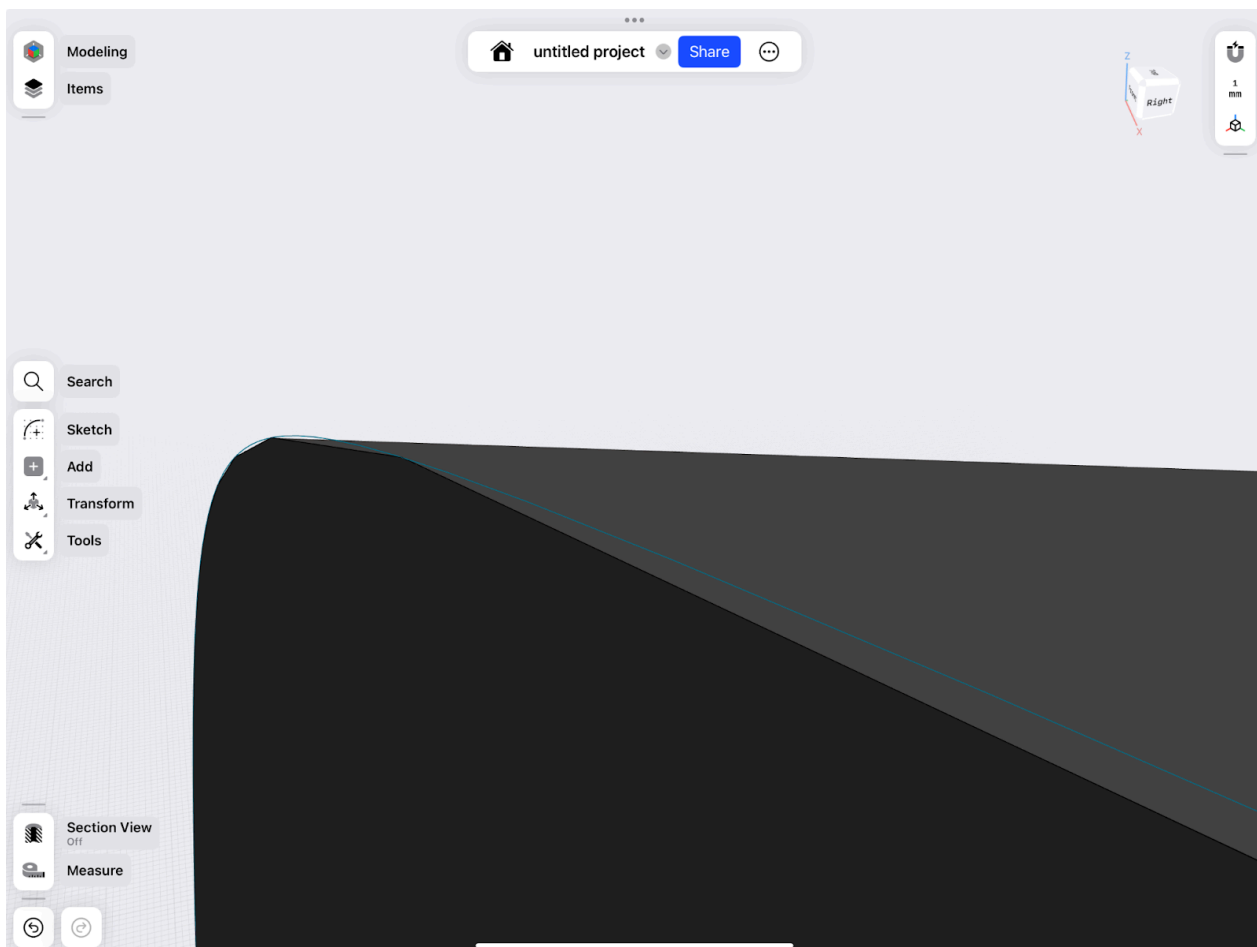 Modeling
Items
untitled project
Share
Z
Right
X
1
mm
Search
Sketch
Add
Transform
Tools
Section View
Off
Measure